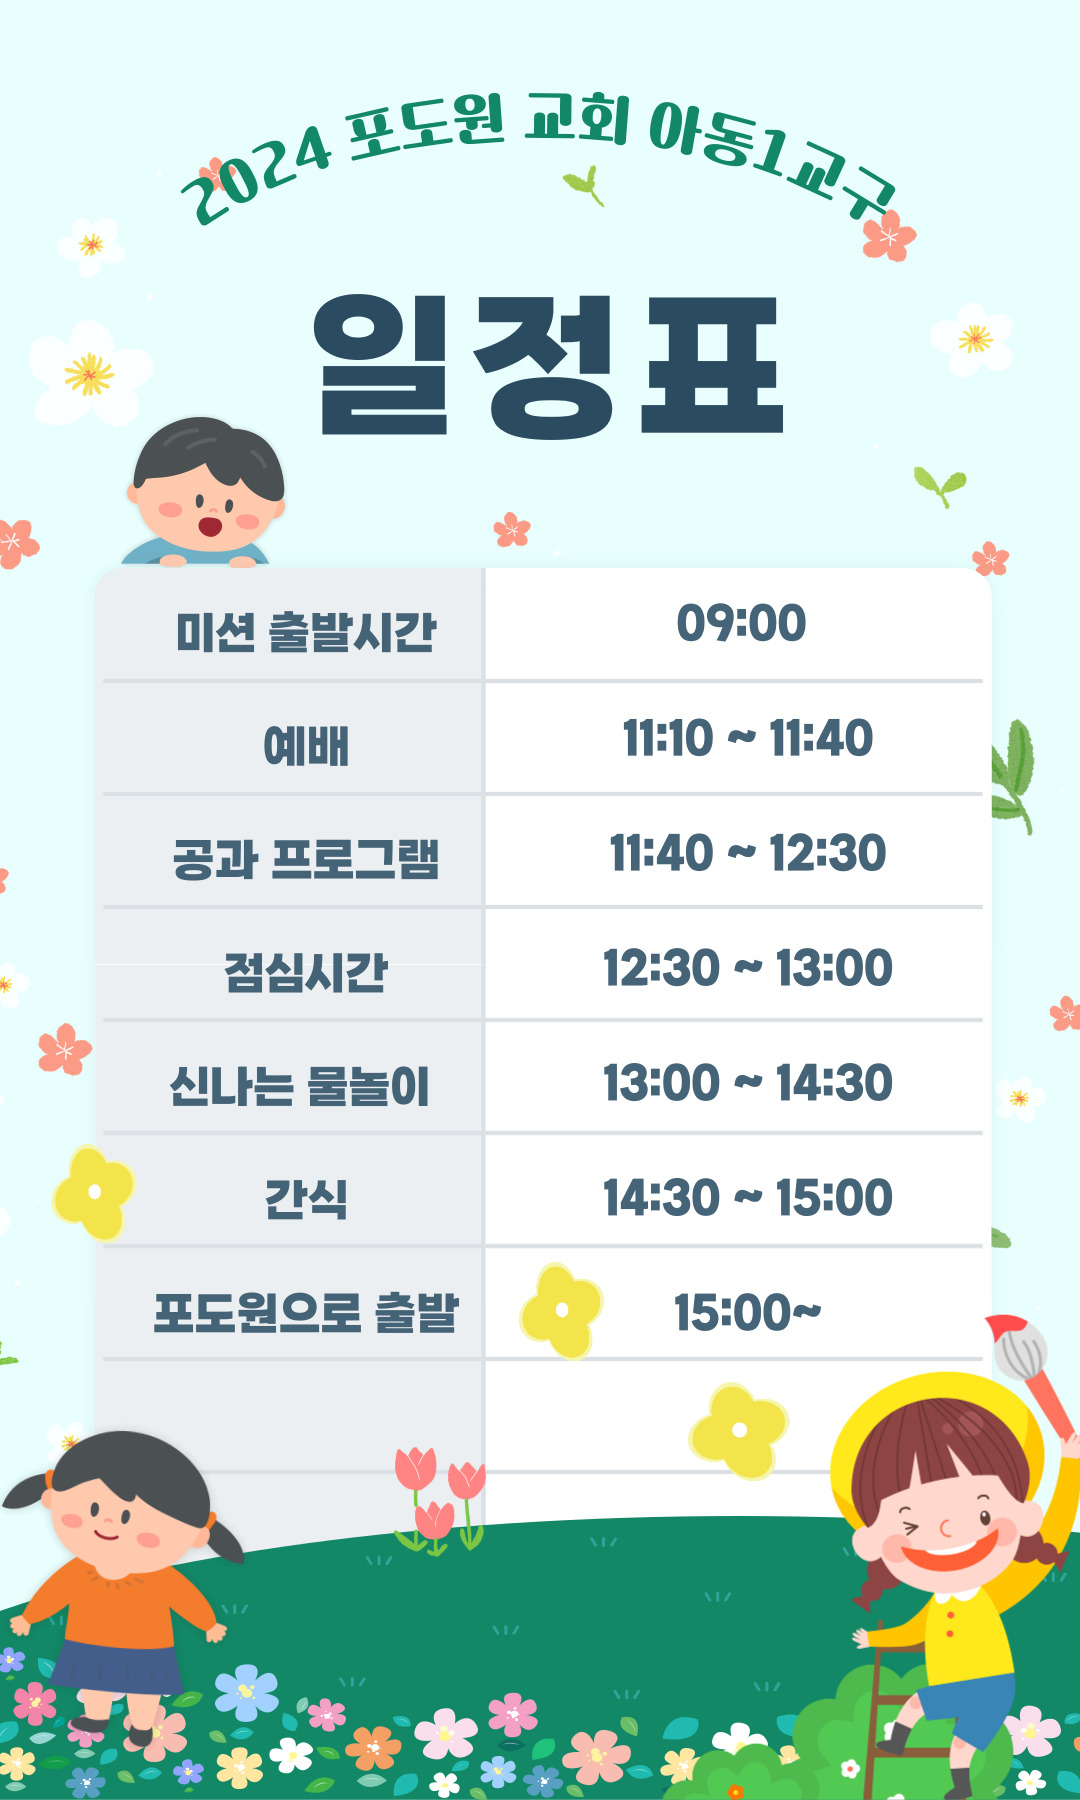 2024 포도원 교회 아동1교구
일정표
미션 출발시간 09:00
예배 11:10 ~ 11:40
공과 프로그램 11:40 ~ 12:30
점심시간 12:30 ~ 13:00
신나는 물놀이 13:00 ~ 14:30
간식 14:30 ~ 15:00
포도원으로 출발 15:00~